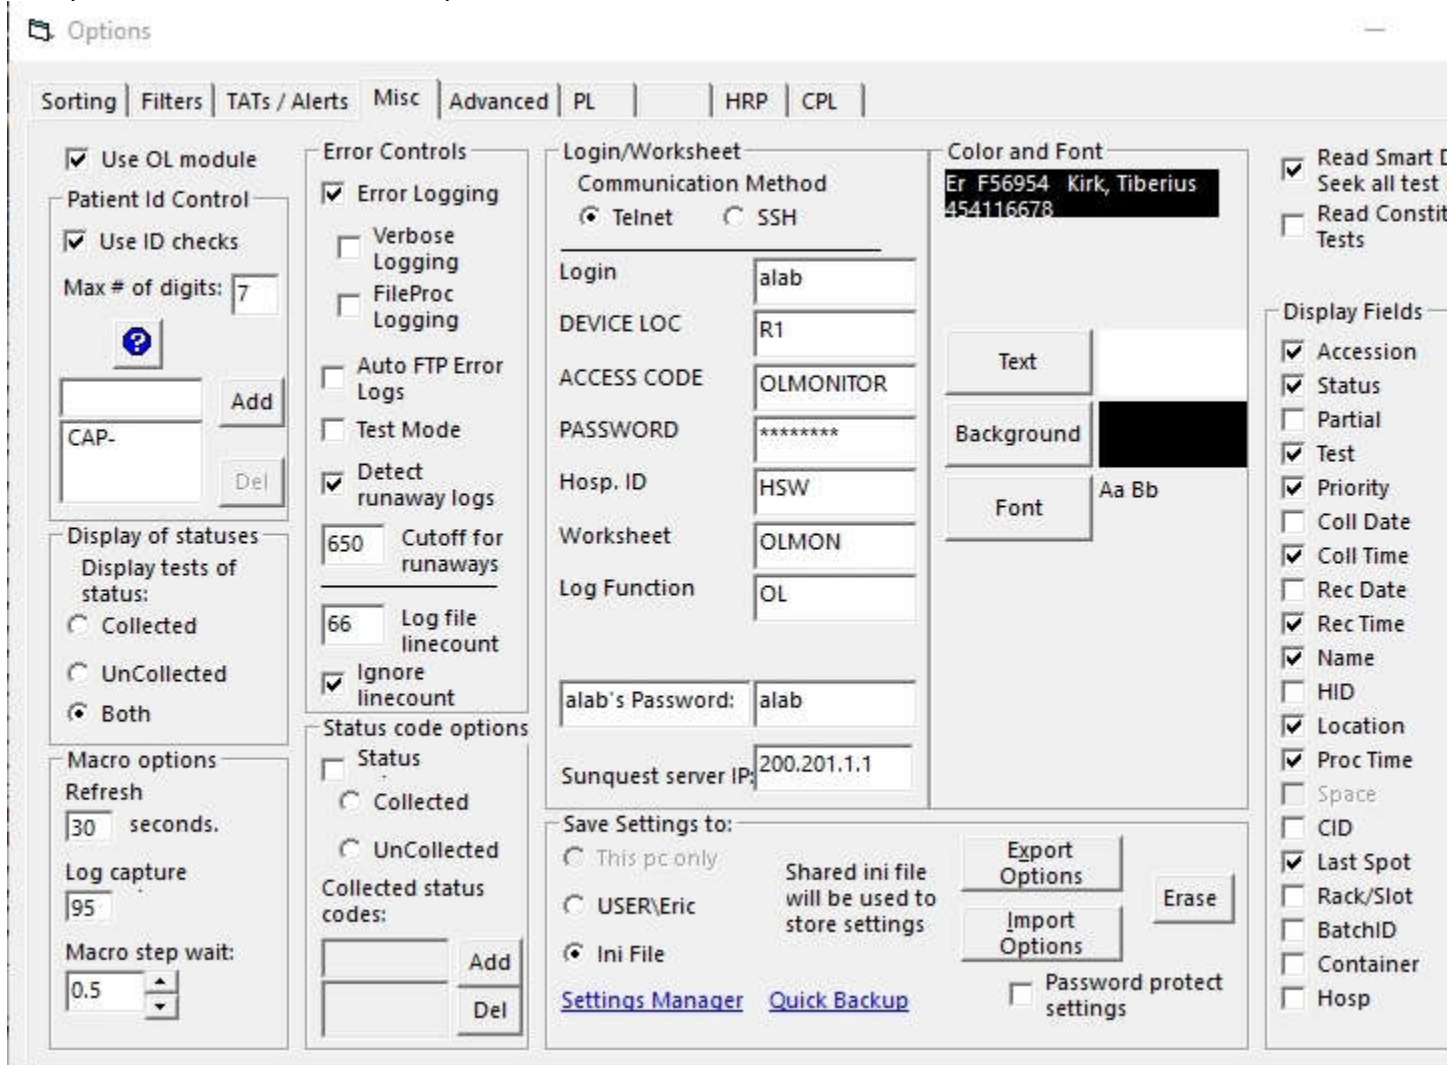 Options
Sorting Filters TATs / Alerts Misc Advanced PL HRP CPL
Use OL module
Patient Id Control
Use ID checks
Max # of digits: 7
Add
CAP-
Del
Display of statuses
Display tests of
status:
Collected
UnCollected
Both
Macro options
Refresh
30 seconds.
Log capture
95
Macro step wait:
0.5
Error Controls
Error Logging
Verbose
Logging
FileProc
Logging
Auto FTP Error
Logs
Test Mode
Detect
runaway logs
650 Cutoff for
runaways
66 Log file
linecount
Ignore
linecount
Status code options
Status
Collected
UnCollected
Collected status
codes:
Add
Del
Login/Worksheet
Communication Method
Telnet SSH
Login alab
DEVICE LOC R1
ACCESS CODE OLMONITOR
PASSWORD ********
Hosp. ID HSW
Worksheet OLMON
Log Function OL
alab's Password: alab
Sunquest server IP: 200.201.1.1
Color and Font
Er F56954 Kirk, Tiberius
454116678
Text
Background
Font Aa Bb
Save Settings to:
This pc only
USER\Eric
Ini File
Shared ini file
will be used to
store settings
Export
Options
Import
Options
Erase
Settings Manager Quick Backup
Password protect
settings
Read Smart D
Seek all test
Read Constit
Tests
Display Fields
Accession
Status
Partial
Test
Priority
Coll Date
Coll Time
Rec Date
Rec Time
Name
HID
Location
Proc Time
Space
CID
Last Spot
Rack/Slot
BatchID
Container
Hosp